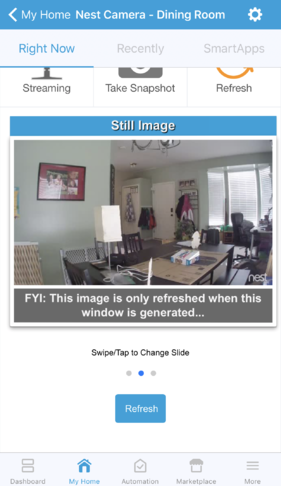 My Home Nest Camera - Dining Room
Right Now Recently SmartApps
Streaming Take Snapshot Refresh
Still Image
nest
FYI: This image is only refreshed when this
window is generated...
Swipe/Tap to Change Slide
Refresh
Dashboard My Home Automation Marketplace More